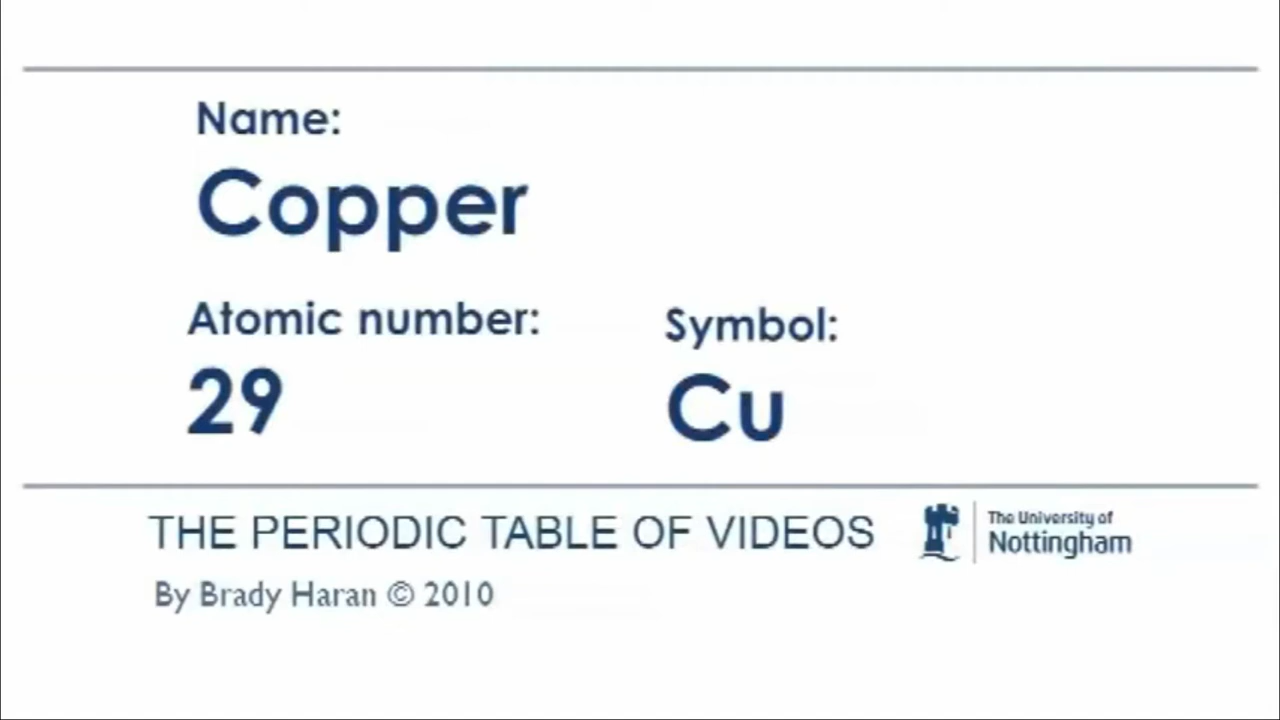 Name:
Copper
Atomic number:
Symbol:
29
Cu
THE PERIODIC TABLE OF VIDEOS
The University of
Nottingham
By Brady Haran © 2010